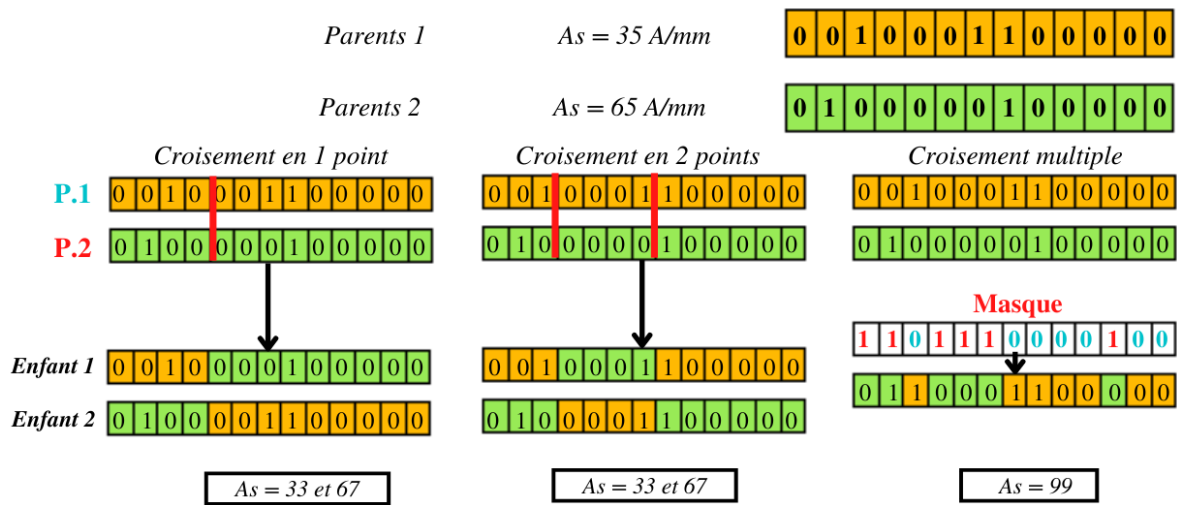 Parents 1 As = 35 A/mm 0 0 1 0 0 0 1 1 0 0 0 0 0
Parents 2 As = 65 A/mm 0 1 0 0 0 0 0 1 0 0 0 0 0
Croisement en 1 point Croisement en 2 points Croisement multiple
P.1 0 0 1 0 0 0 1 1 0 0 0 0 0 0 0 1 0 0 0 1 1 0 0 0 0 0 0 0 1 0 0 0 1 1 0 0 0 0 0
P.2 0 1 0 0 0 0 0 1 0 0 0 0 0 0 1 0 0 0 0 0 1 0 0 0 0 0 0 1 0 0 0 0 0 1 0 0 0 0 0
Masque
1 1 0 1 1 1 0 0 0 0 1 0 0
Enfant 1 0 0 1 0 0 0 0 1 0 0 0 0 0 0 0 1 0 0 0 1 1 0 0 0 0 0
0 1 1 0 0 0 1 1 0 0 0 0 0
Enfant 2 0 1 0 0 0 0 1 1 0 0 0 0 0 0 1 0 0 0 0 1 1 0 0 0 0 0
As = 33 et 67 As = 33 et 67 As = 99